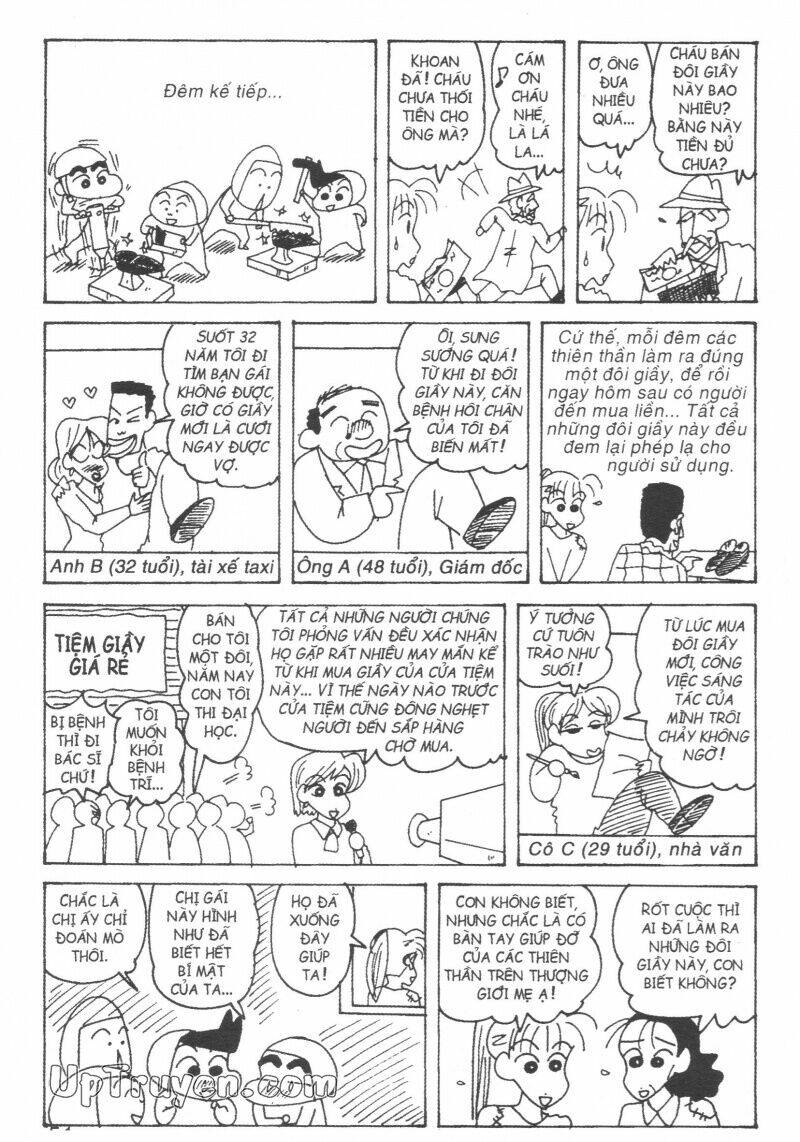 CHÁU BÁN
ĐÔI GIẦY
NÀY BAO
NHIÊU?
BẰNG NÀY
TIỀN ĐỦ
CHƯA?
Ơ, ÔNG
ĐƯA
NHIỀU
QUÁ...
CÁM
ƠN
CHÁU
NHÉ,
LÀ LÁ
LA...
KHOAN
ĐÃ! CHÁU
CHƯA THỐI
TIỀN CHO
ÔNG MÀ?
Đêm kế tiếp...
Cứ thế, mỗi đêm các
thiên thần làm ra đúng
một đôi giầy, để rồi
ngay hôm sau có người
đến mua liền... Tất cả
những đôi giầy này đều
đem lại phép lạ cho
người sử dụng.
ÔI, SUNG
SƯỚNG QUÁ!
TỪ KHI ĐI ĐÔI
GIẦY NÀY, CĂN
BỆNH HÔI CHÂN
CỦA TÔI ĐÃ
BIẾN MẤT!
Ông A (48 tuổi), Giám đốc
SUỐT 32
NĂM TÔI ĐI
TÌM BẠN GÁI
KHÔNG ĐƯỢC,
GIỜ CÓ GIẦY
MỚI LÀ CƯỚI
NGAY ĐƯỢC
VỢ.
Anh B (32 tuổi), tài xế taxi
TỪ LÚC MUA
ĐÔI GIẦY
MỚI, CÔNG
VIỆC SÁNG
TÁC CỦA
MÌNH TRÔI
CHẢY KHÔNG
NGỜ!
Ý TƯỞNG
CỨ TUÔN
TRÀO NHƯ
SUỐI!
Cô C (29 tuổi), nhà văn
TẤT CẢ NHỮNG NGƯỜI CHÚNG
TÔI PHỎNG VẤN ĐỀU XÁC NHẬN
HỌ GẶP RẤT NHIỀU MAY MẮN KỂ
TỪ KHI MUA GIẦY CỦA CỦA TIỆM
NÀY... VÌ THẾ NGÀY NÀO TRƯỚC
CỦA TIỆM CŨNG ĐÔNG NGHẸT
NGƯỜI ĐẾN SẮP HÀNG
CHỜ MUA.
BÁN
CHO TÔI
MỘT ĐÔI,
NĂM NAY
CON TÔI
THI ĐẠI
HỌC.
TIỆM GIẦY
GIÁ RẺ
TÔI
MUỐN
KHỎI
BỆNH
TRĨ...
BỊ BỆNH
THÌ ĐI
BÁC SĨ
CHỨ!
RỐT CUỘC THÌ
AI ĐÃ LÀM RA
NHỮNG ĐÔI
GIẦY NÀY, CON
BIẾT KHÔNG?
CON KHÔNG BIẾT,
NHƯNG CHẮC LÀ CÓ
BÀN TAY GIÚP ĐỠ
CỦA CÁC THIÊN
THẦN TRÊN THƯỢNG
GIỚI MẸ Ạ!
HỌ ĐÃ
XUỐNG
ĐÂY
GIÚP
TA!
CHỊ GÁI
NÀY HÌNH
NHƯ ĐÃ
BIẾT HẾT
BÍ MẬT
CỦA TA...
CHẮC LÀ
CHỊ ẤY CHỈ
ĐOÁN MÒ
THÔI.
UpTruyen.com